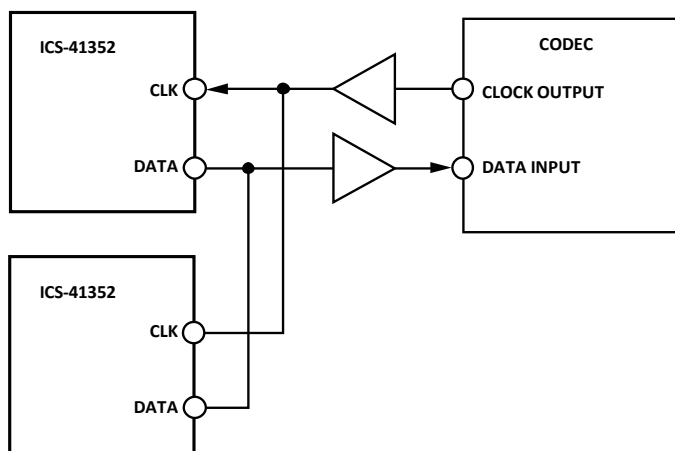 ICS-41352
CLK
DATA
CODEC
CLOCK OUTPUT
DATA INPUT
ICS-41352
CLK
DATA